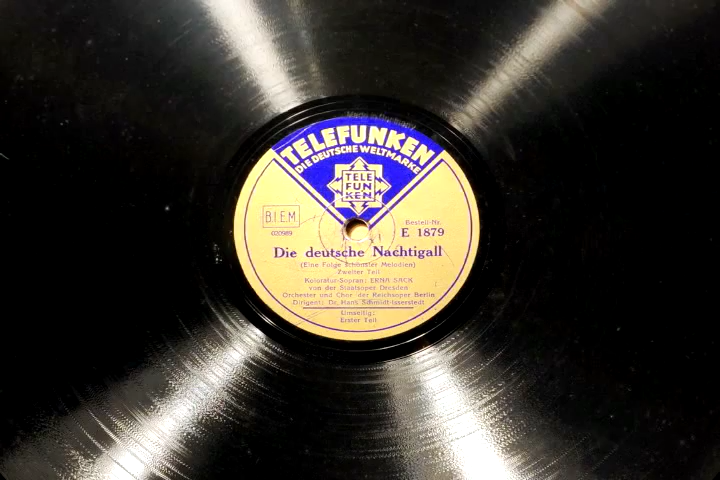 TELEFUNKEN
DIE DEUTSCHE WELTMARKE
TELE
FUN
KEN
B.I.E.M.
020989
Bestell-Nr.
E 1879
Die deutsche Nachtigall
(Eine Folge schönster Melodien)
Zweiter Teil
Koloratur-Sopran: ERNA SACK
von der Staatsoper Dresden
Orchester und Chor der Reichsoper Berlin
Dirigent: Dr. Hans Schmidt-Isserstedt
Umseitig:
Erster Teil